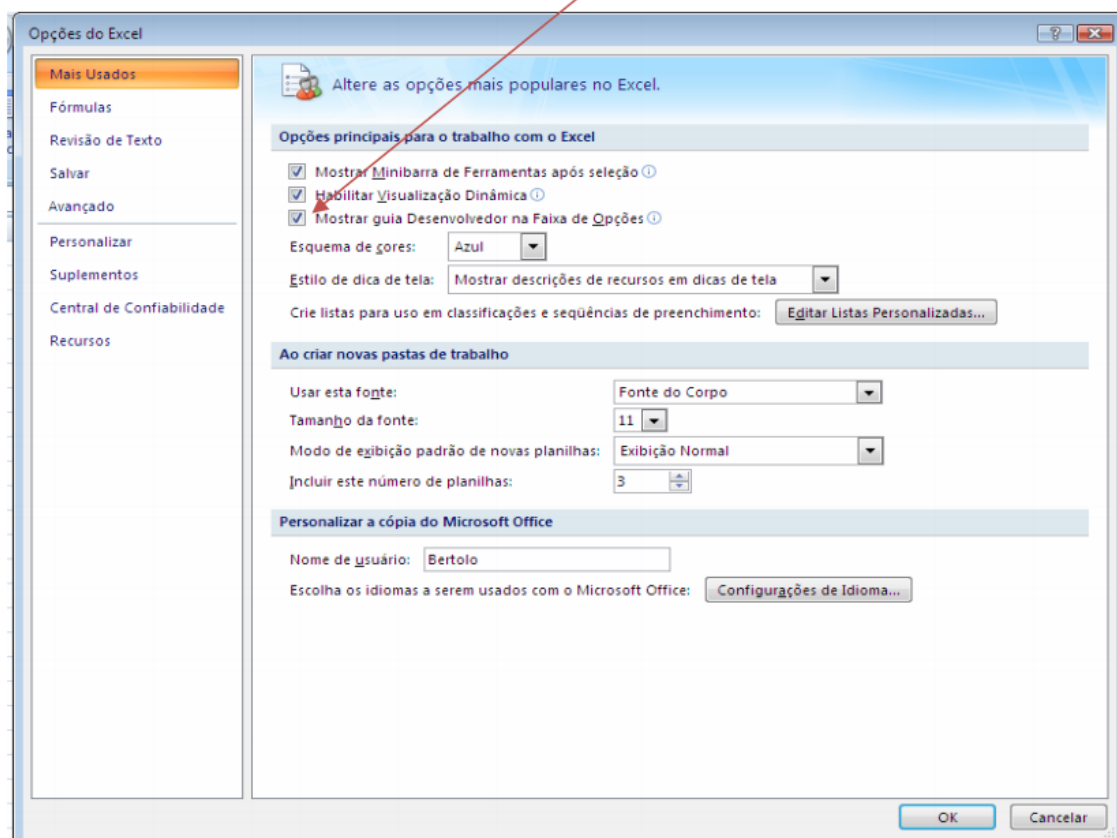 Opções do Excel
Mais Usados
Fórmulas
Revisão de Texto
Salvar
Avançado
Personalizar
Suplementos
Central de Confiabilidade
Recursos
Altere as opções mais populares no Excel.
Opções principais para o trabalho com o Excel
Mostrar Minibarra de Ferramentas após seleção
Habilitar Visualização Dinâmica
Mostrar guia Desenvolvedor na Faixa de Opções
Esquema de cores: Azul
Estilo de dica de tela: Mostrar descrições de recursos em dicas de tela
Crie listas para uso em classificações e seqüências de preenchimento: Editar Listas Personalizadas...
Ao criar novas pastas de trabalho
Usar esta fonte: Fonte do Corpo
Tamanho da fonte: 11
Modo de exibição padrão de novas planilhas: Exibição Normal
Incluir este número de planilhas: 3
Personalizar a cópia do Microsoft Office
Nome de usuário: Bertolo
Escolha os idiomas a serem usados com o Microsoft Office: Configurações de Idioma...
OK Cancelar